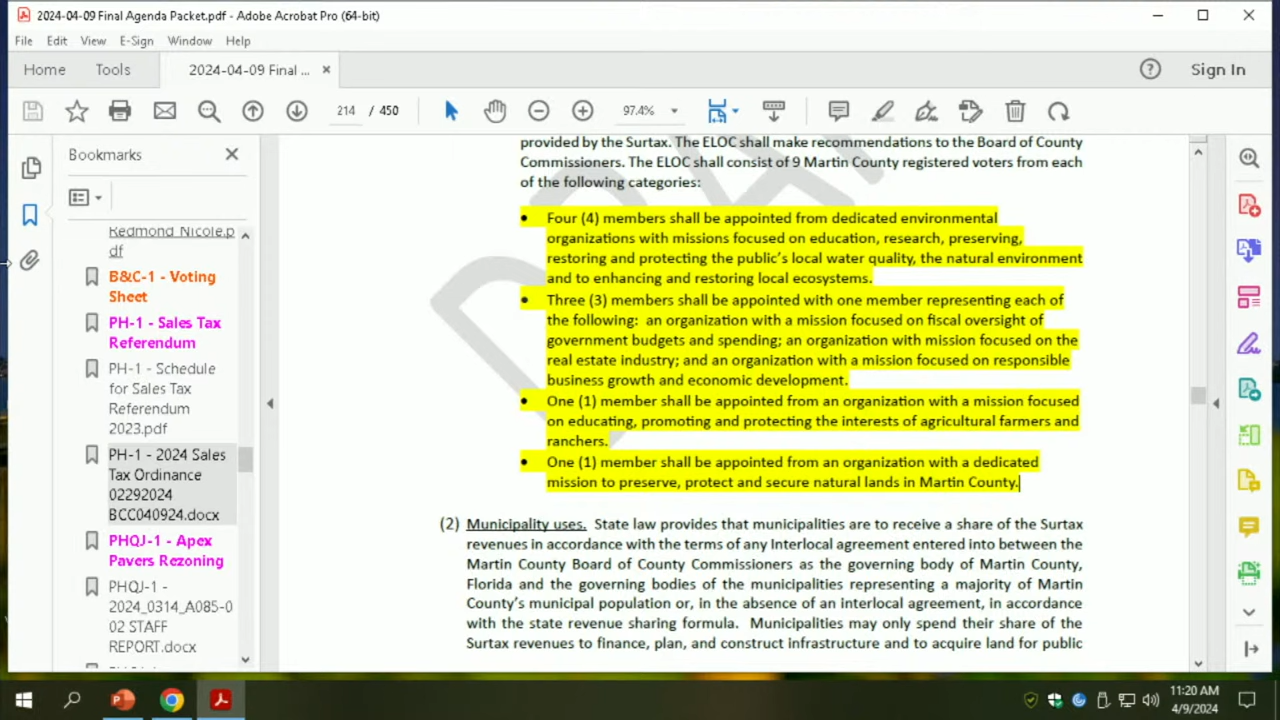 2024-04-09 Final Agenda Packet.pdf - Adobe Acrobat Pro (64-bit)
File Edit View E-Sign Window Help
Home Tools 2024-04-09 Final ... × Sign In
214 / 450 97.4%
Bookmarks
Redmond Nicole.p
df
B&C-1 - Voting
Sheet
PH-1 - Sales Tax
Referendum
PH-1 - Schedule
for Sales Tax
Referendum
2023.pdf
PH-1 - 2024 Sales
Tax Ordinance
02292024
BCC040924.docx
PHQJ-1 - Apex
Pavers Rezoning
PHQJ-1 -
2024_0314_A085-0
02 STAFF
REPORT.docx
provided by the Surtax. The ELOC shall make recommendations to the Board of County
Commissioners. The ELOC shall consist of 9 Martin County registered voters from each
of the following categories:
• Four (4) members shall be appointed from dedicated environmental
organizations with missions focused on education, research, preserving,
restoring and protecting the public's local water quality, the natural environment
and to enhancing and restoring local ecosystems.
• Three (3) members shall be appointed with one member representing each of
the following: an organization with a mission focused on fiscal oversight of
government budgets and spending; an organization with mission focused on the
real estate industry; and an organization with a mission focused on responsible
business growth and economic development.
• One (1) member shall be appointed from an organization with a mission focused
on educating, promoting and protecting the interests of agricultural farmers and
ranchers.
• One (1) member shall be appointed from an organization with a dedicated
mission to preserve, protect and secure natural lands in Martin County.
(2) Municipality uses. State law provides that municipalities are to receive a share of the Surtax
revenues in accordance with the terms of any Interlocal agreement entered into between the
Martin County Board of County Commissioners as the governing body of Martin County,
Florida and the governing bodies of the municipalities representing a majority of Martin
County's municipal population or, in the absence of an interlocal agreement, in accordance
with the state revenue sharing formula. Municipalities may only spend their share of the
Surtax revenues to finance, plan, and construct infrastructure and to acquire land for public
11:20 AM
4/9/2024